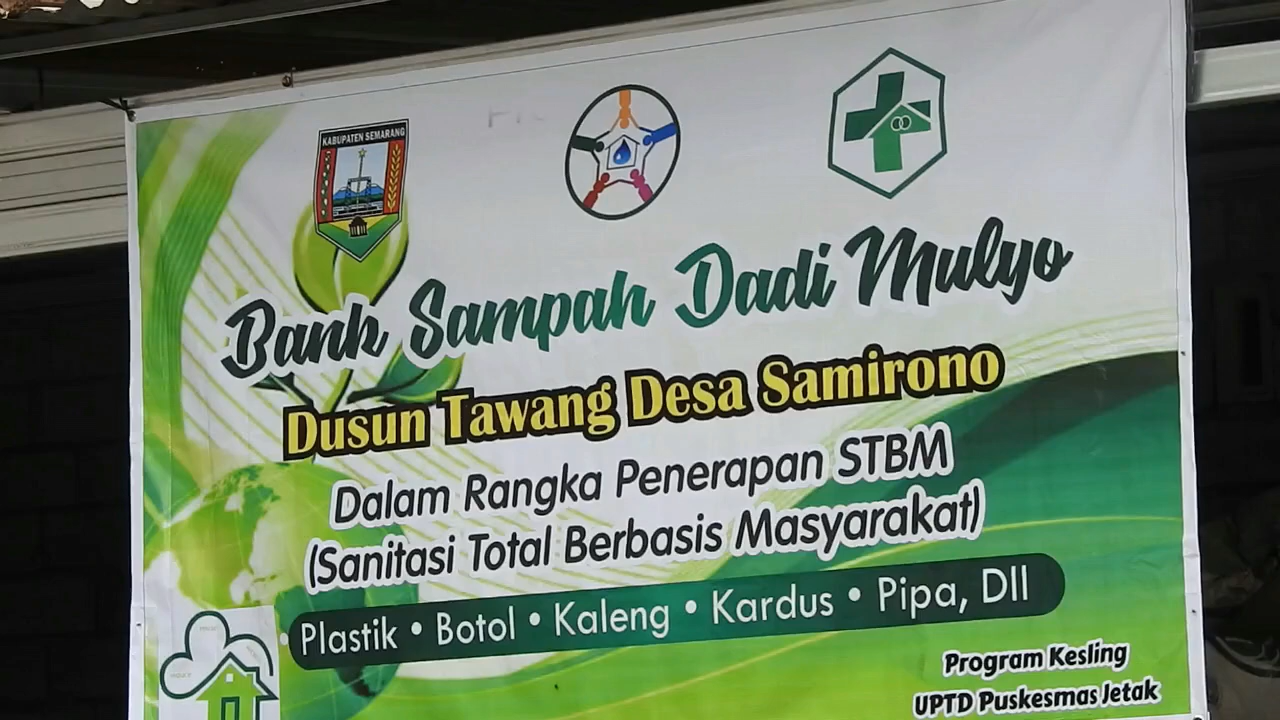 KABUPATEN SEMARANG
Bank Sampah Dadi Mulyo
Dusun Tawang Desa Samirono
Dalam Rangka Penerapan STBM
(Sanitasi Total Berbasis Masyarakat)
Plastik • Botol • Kaleng • Kardus • Pipa, Dll
Program Kesling
UPTD Puskesmas Jetak